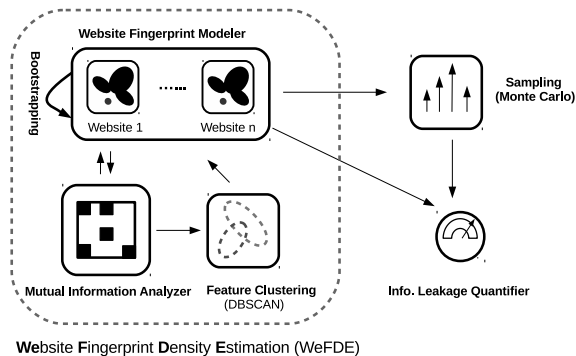 Website Fingerprint Modeler
Bootstrapping
Website 1
Website n
Sampling
(Monte Carlo)
Mutual Information Analyzer
Feature Clustering
(DBSCAN)
Info. Leakage Quantifier
Website Fingerprint Density Estimation (WeFDE)